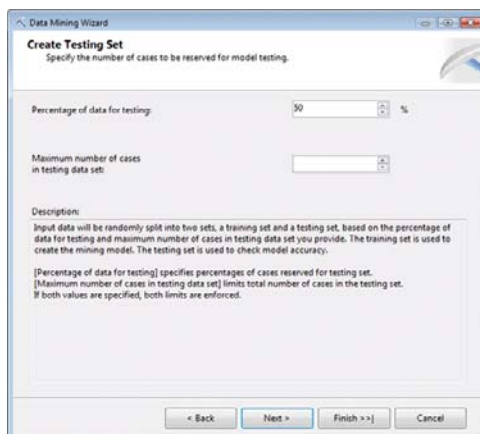 Data Mining Wizard
Create Testing Set
Specify the number of cases to be reserved for model testing.
Percentage of data for testing:
50
%
Maximum number of cases
in testing data set:
Description:
Input data will be randomly split into two sets, a training set and a testing set, based on the percentage of
data for testing and maximum number of cases in testing data set you provide. The training set is used to
create the mining model. The testing set is used to check model accuracy.
[Percentage of data for testing] specifies percentages of cases reserved for testing set.
[Maximum number of cases in testing data set] limits total number of cases in the testing set.
If both values are specified, both limits are enforced.
< Back
Next >
Finish >>|
Cancel